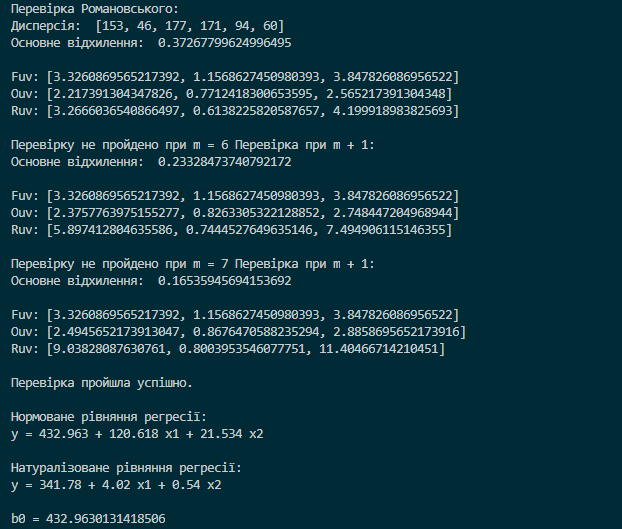 Перевірка Романовського:
Дисперсія:  [153, 46, 177, 171, 94, 60]
Основне відхилення:  0.37267799624996495
Fuv: [3.3260869565217392, 1.1568627450980393, 3.847826086956522]
Ouv: [2.217391304347826, 0.7712418300653595, 2.565217391304348]
Ruv: [3.2666036540866497, 0.6138225820587657, 4.199918983825693]
Перевірку не пройдено при m = 6 Перевірка при m + 1:
Основне відхилення:  0.23328473740792172
Fuv: [3.3260869565217392, 1.1568627450980393, 3.847826086956522]
Ouv: [2.3757763975155277, 0.8263305322128852, 2.748447204968944]
Ruv: [5.897412804635586, 0.7444527649635146, 7.494906115146355]
Перевірку не пройдено при m = 7 Перевірка при m + 1:
Основне відхилення:  0.16535945694153692
Fuv: [3.3260869565217392, 1.1568627450980393, 3.847826086956522]
Ouv: [2.4945652173913047, 0.8676470588235294, 2.8858695652173916]
Ruv: [9.03828087630761, 0.8003953546077751, 11.40466714210451]
Перевірка пройшла успішно.
Нормоване рівняння регресії:
y = 432.963 + 120.618 x1 + 21.534 x2
Натуралізоване рівняння регресії:
y = 341.78 + 4.02 x1 + 0.54 x2
b0 = 432.9630131418506